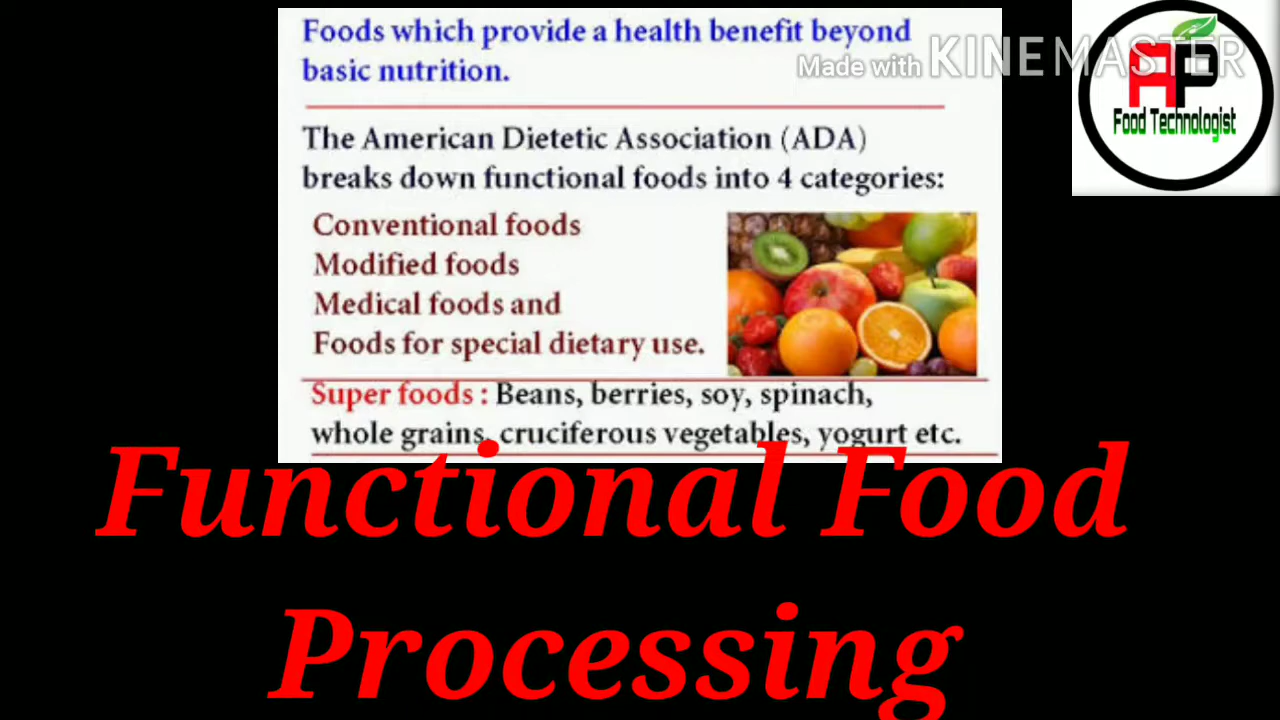 Foods which provide a health benefit beyond
basic nutrition.
Made with KINEMASTER
AP
Food Technologist
The American Dietetic Association (ADA)
breaks down functional foods into 4 categories:
Conventional foods
Modified foods
Medical foods and
Foods for special dietary use.
Super foods : Beans, berries, soy, spinach,
whole grains, cruciferous vegetables, yogurt etc.
Functional Food
Processing